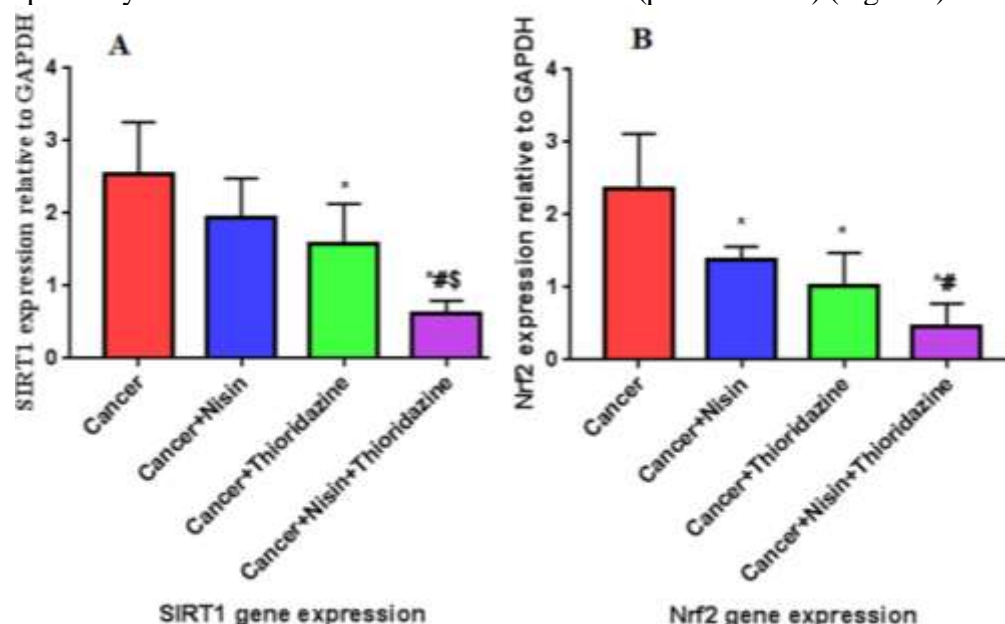 A
SIRT1 expression relative to GAPDH
4
3
2
1
0
*
*#$
Cancer
Cancer+Nisin
Cancer+Thioridazine
Cancer+Nisin+Thioridazine
SIRT1 gene expression
B
Nrf2 expression relative to GAPDH
4
3
2
1
0
*
*
*#
Cancer
Cancer+Nisin
Cancer+Thioridazine
Cancer+Nisin+Thioridazine
Nrf2 gene expression